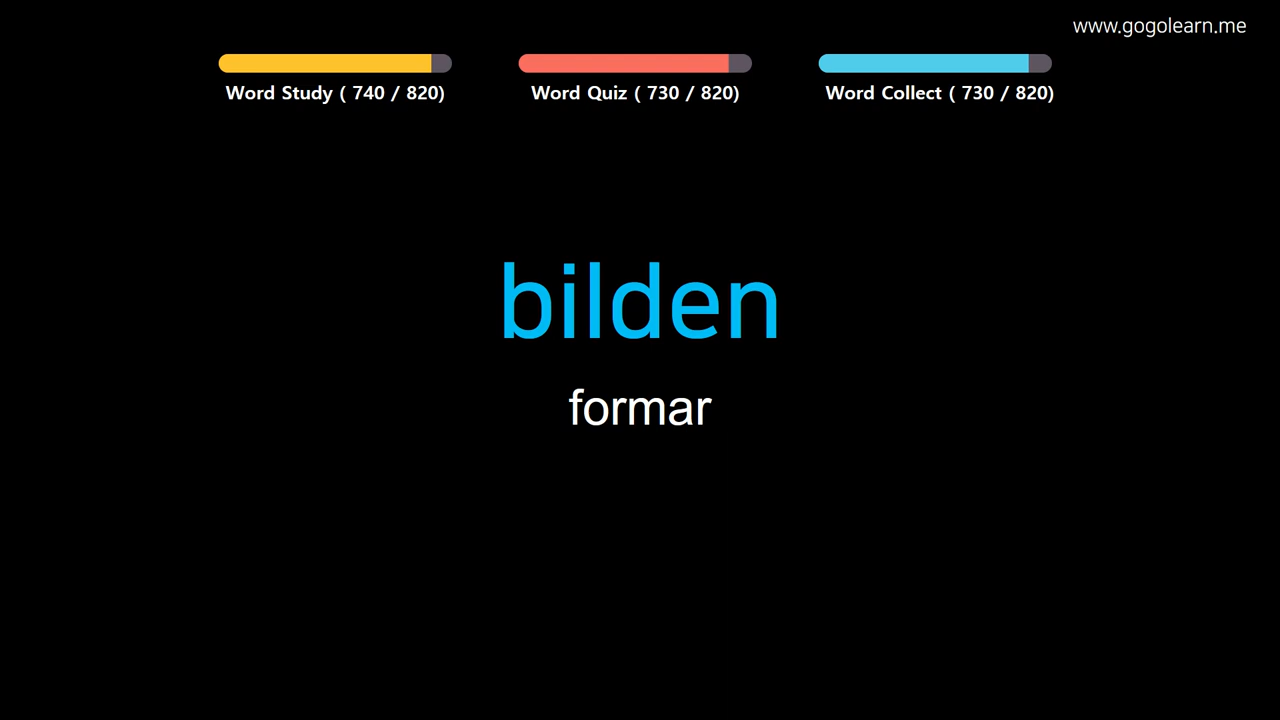 www.gogolearn.me
Word Study ( 740 / 820)
Word Quiz ( 730 / 820)
Word Collect ( 730 / 820)
bilden
formar